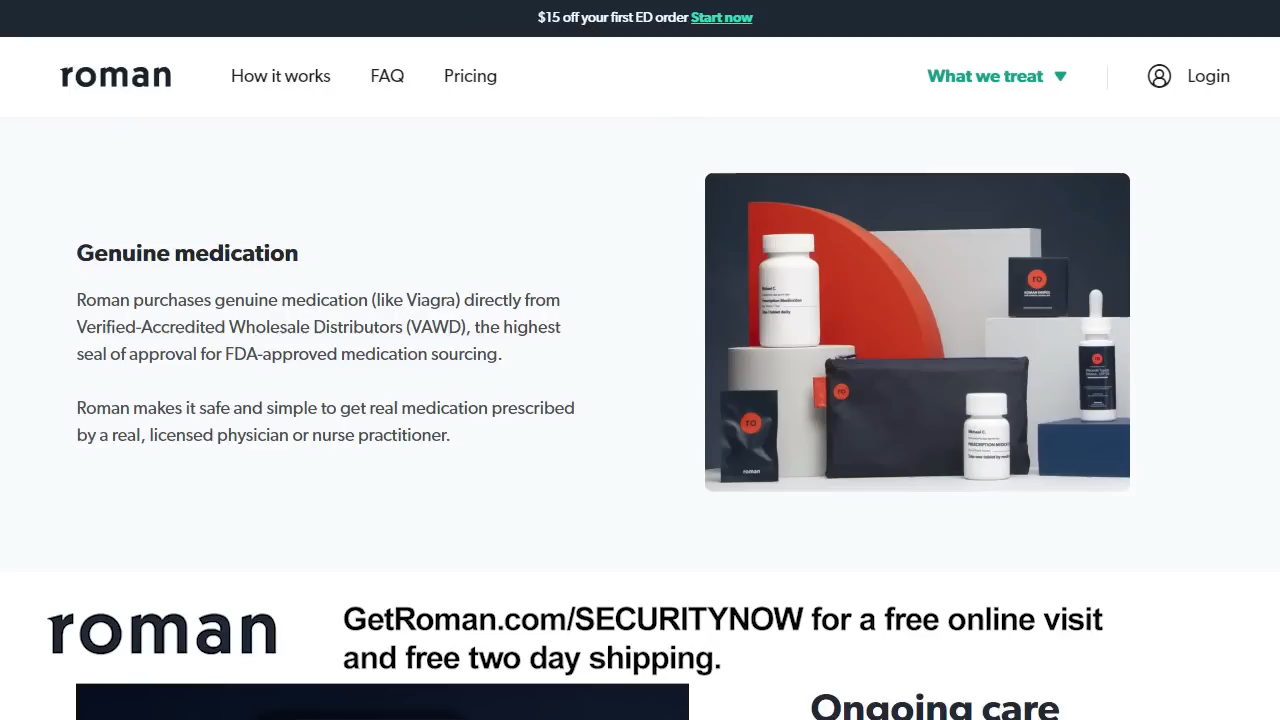 $15 off your first ED order Start now
roman
How it works
FAQ
Pricing
What we treat
Login
Genuine medication
Roman purchases genuine medication (like Viagra) directly from
Verified-Accredited Wholesale Distributors (VAWD), the highest
seal of approval for FDA-approved medication sourcing.
Roman makes it safe and simple to get real medication prescribed
by a real, licensed physician or nurse practitioner.
ro
ro
ro
roman
roman
GetRoman.com/SECURITYNOW for a free online visit
and free two day shipping.
Ongoing care